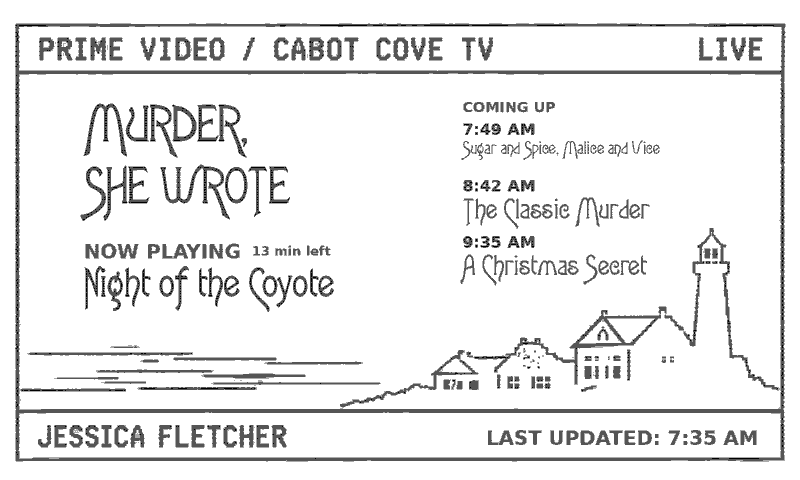 PRIME VIDEO / CABOT COVE TV
LIVE
MURDER,
SHE WROTE
NOW PLAYING 13 min left
Night of the Coyote
COMING UP
7:49 AM
Sugar and Spice, Malice and Vice
8:42 AM
The Classic Murder
9:35 AM
A Christmas Secret
JESSICA FLETCHER
LAST UPDATED: 7:35 AM